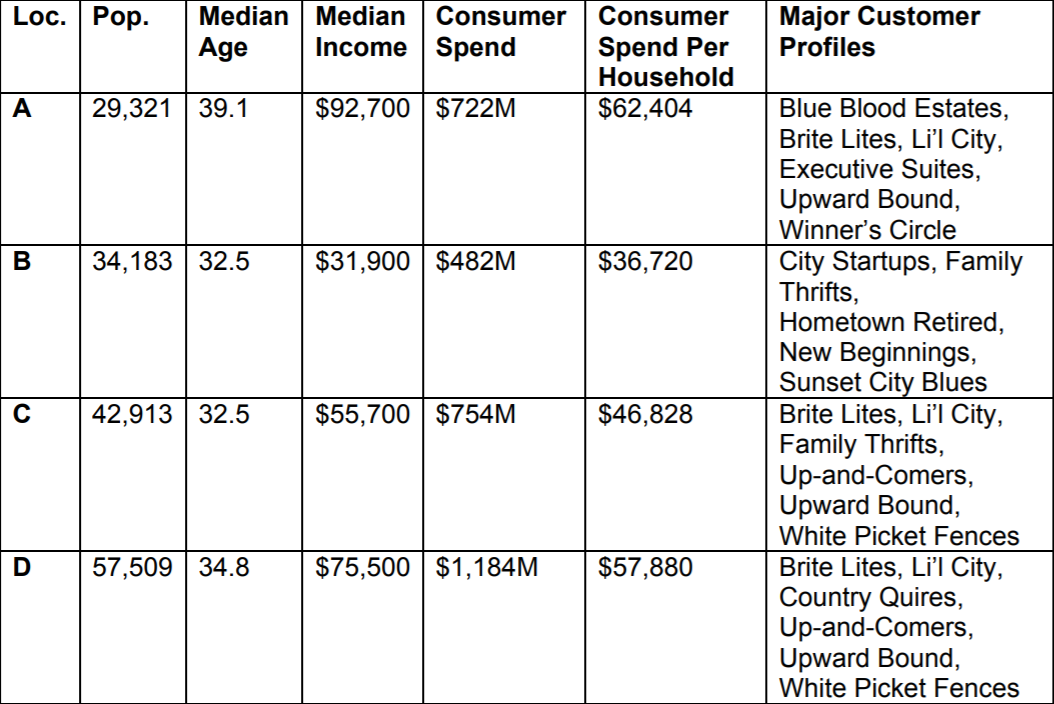 Loc. Pop. Median Age Median Income Consumer Spend Consumer Spend Per Household Major Customer Profiles
A 29,321 39.1 $92,700 $722M $62,404 Blue Blood Estates,
Brite Lites, Li’l City,
Executive Suites,
Upward Bound,
Winner’s Circle
B 34,183 32.5 $31,900 $482M $36,720 City Startups, Family
Thrifts,
Hometown Retired,
New Beginnings,
Sunset City Blues
C 42,913 32.5 $55,700 $754M $46,828 Brite Lites, Li’l City,
Family Thrifts,
Up-and-Comers,
Upward Bound,
White Picket Fences
D 57,509 34.8 $75,500 $1,184M $57,880 Brite Lites, Li’l City,
Country Quires,
Up-and-Comers,
Upward Bound,
White Picket Fences